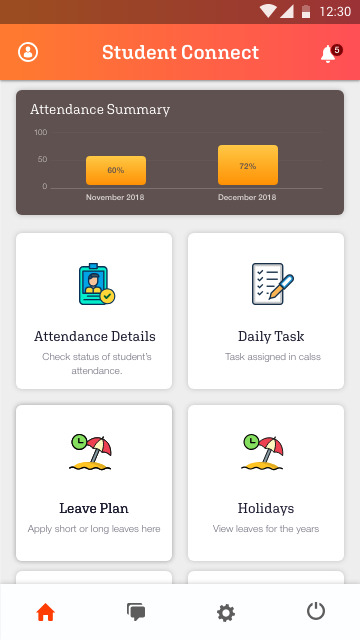 12:30
Student Connect
5
Attendance Summary
100
50
0
60%
72%
November 2018
December 2018
Attendance Details
Daily Task
Check status of student's
attendance.
Task assigned in calss
Leave Plan
Holidays
Apply short or long leaves here
View leaves for the years